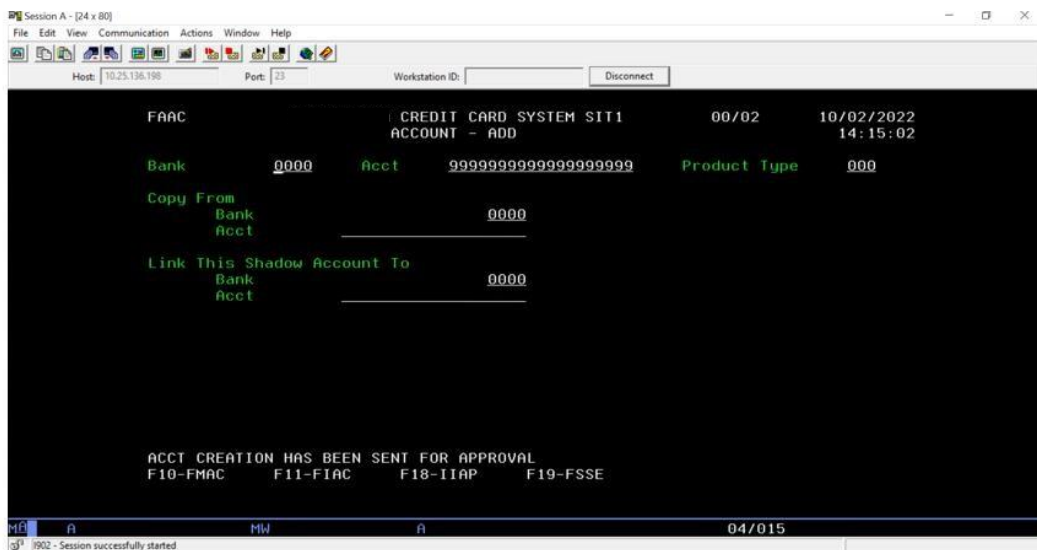 Session A - [24 x 80]
File Edit View Communication Actions Window Help
Host: 10.25.136.198 Port: 23 Workstation ID: Disconnect
FAAC CREDIT CARD SYSTEM SIT1 00/02 10/02/2022
ACCOUNT - ADD 14:15:02
Bank 0000 Acct 9999999999999999999 Product Type 000
Copy From
Bank 0000
Acct
Link This Shadow Account To
Bank 0000
Acct
ACCT CREATION HAS BEEN SENT FOR APPROVAL
F10-FMAC F11-FIAC F18-IIAP F19-FSSE
MA A MW A 04/015
I902 - Session successfully started